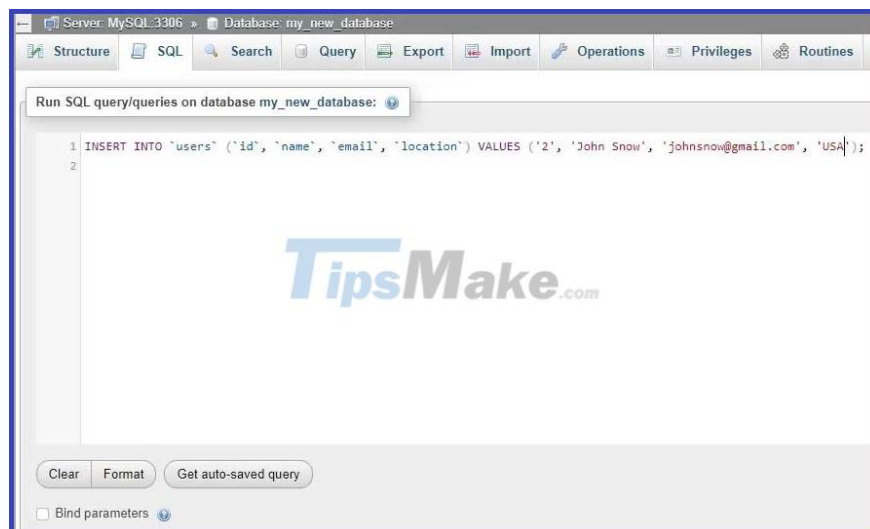 ← Server: MySQL:3306 » Database: my_new_database
Structure SQL Search Query Export Import Operations Privileges Routines
Run SQL query/queries on database my_new_database:
1 INSERT INTO `users` (`id`, `name`, `email`, `location`) VALUES ('2', 'John Snow', 'johnsnow@gmail.com', 'USA');
2
TipsMake.com
Clear Format Get auto-saved query
Bind parameters